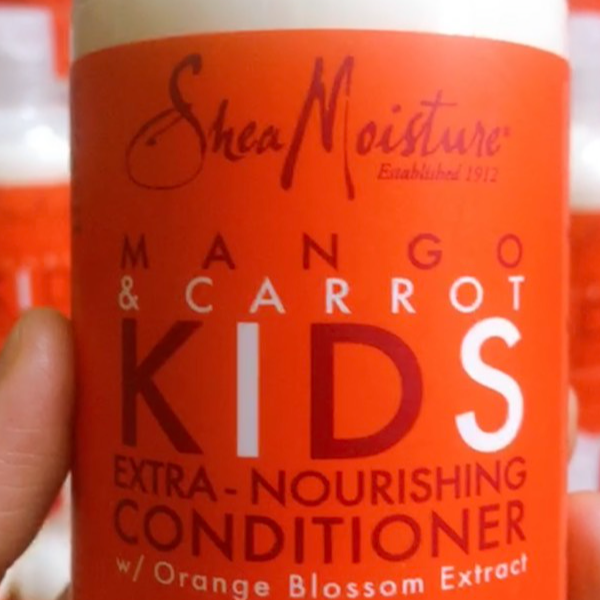 SheaMoisture®
Established 1912
MANGO
& CARROT
KIDS
EXTRA-NOURISHING
CONDITIONER
w/ Orange Blossom Extract